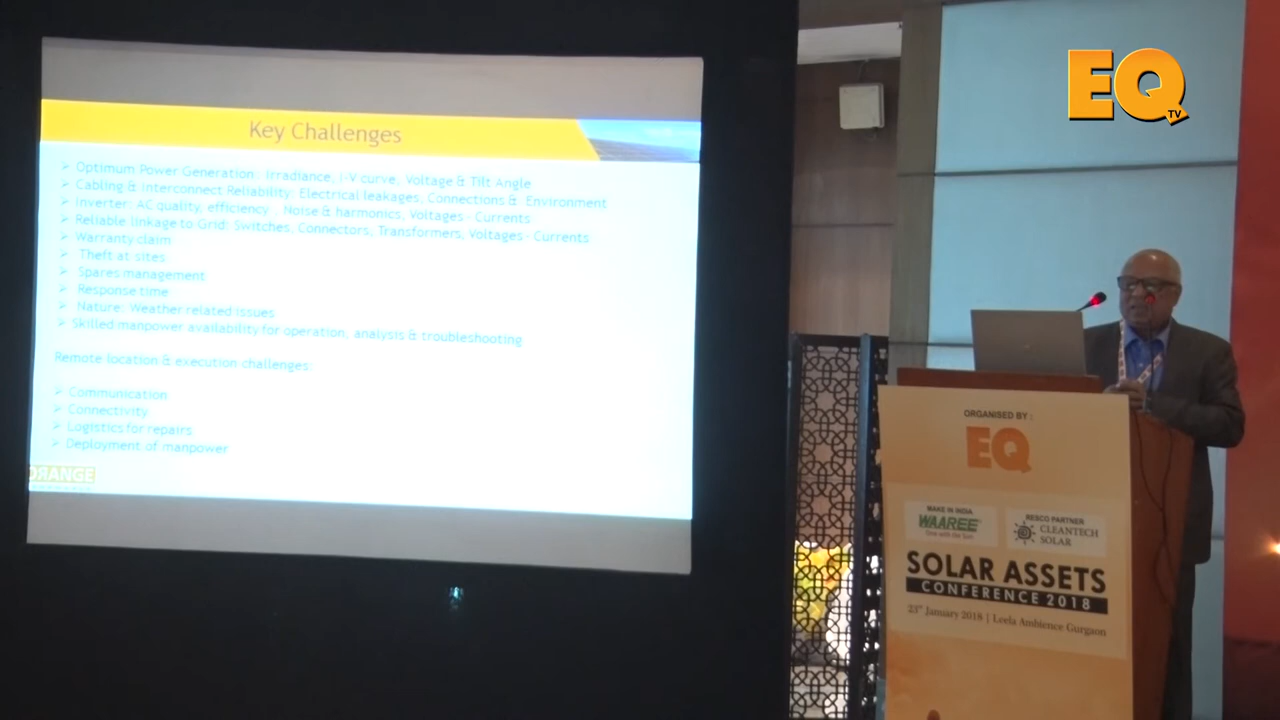 EQ
TV
Key Challenges
➢ Optimum Power Generation: Irradiance, I-V curve, Voltage & Tilt Angle
➢ Cabling & Interconnect Reliability: Electrical leakages, Connections & Environment
➢ Inverter: AC quality, efficiency, Noise & harmonics, Voltages - Currents
➢ Reliable linkage to Grid: Switches, Connectors, Transformers, Voltages - Currents
➢ Warranty claim
➢ Theft at sites
➢ Spares management
➢ Response time
➢ Nature: Weather related issues
➢ Skilled manpower availability for operation, analysis & troubleshooting
Remote location & execution challenges:
➢ Communication
➢ Connectivity
➢ Logistics for repairs
➢ Deployment of manpower
ORANGE
ORGANISED BY :
EQ
MAKE IN INDIA
WAAREE
One with the Sun
RESCO PARTNER
CLEANTECH
SOLAR
SOLAR ASSETS
CONFERENCE 2018
23rd January 2018 | Leela Ambience Gurgaon